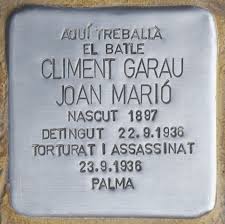 AQUÍ TREBALLÀ
EL BATLE
CLIMENT GARAU
JOAN MARIÓ
NASCUT 1897
DETINGUT 22.9.1936
TORTURAT I ASSASSINAT
23.9.1936
PALMA